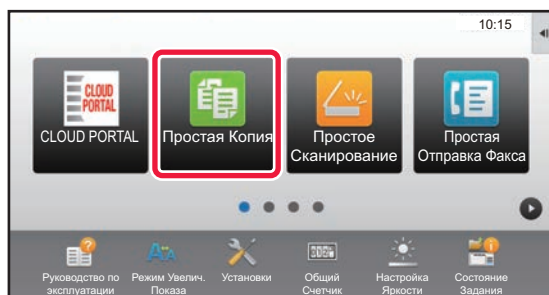 10:15
CLOUD
PORTAL
CLOUD PORTAL
Простая Копия
Простое
Сканирование
Простая
Отправка Факса
Руководство по
эксплуатации
Режим Увелич.
Показа
Установки
Общий
Счетчик
Настройка
Яркости
Состояние
Задания